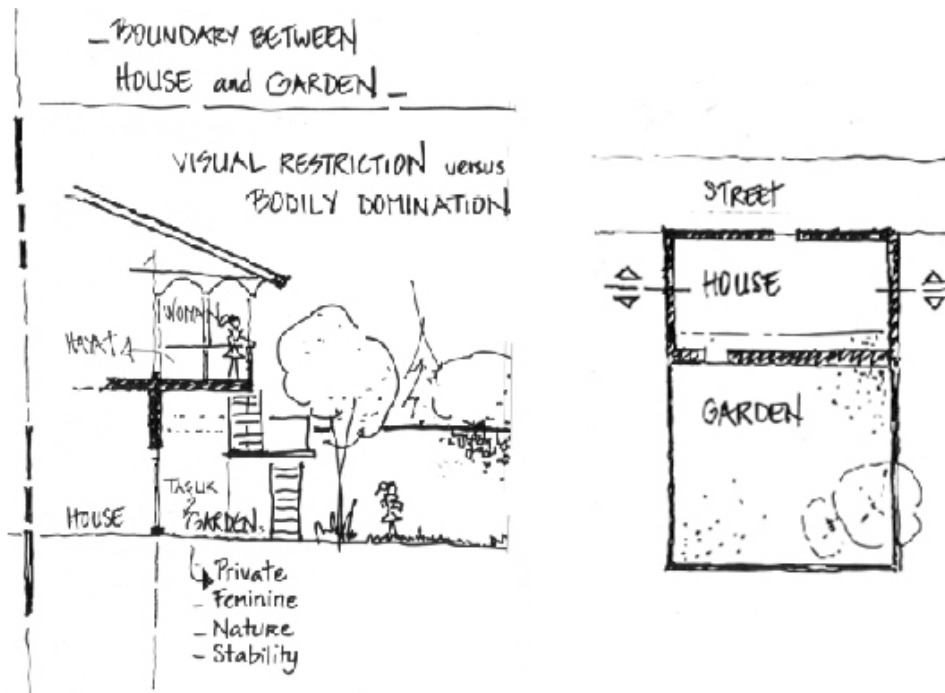 _ BOUNDARY BETWEEN
HOUSE and GARDEN _
VISUAL RESTRICTION versus
BODILY DOMINATION
WOMAN
HAYAT
HOUSE
TAŞLIK
GARDEN
Private
_ Feminine
_ Nature
_ Stability
STREET
HOUSE
GARDEN